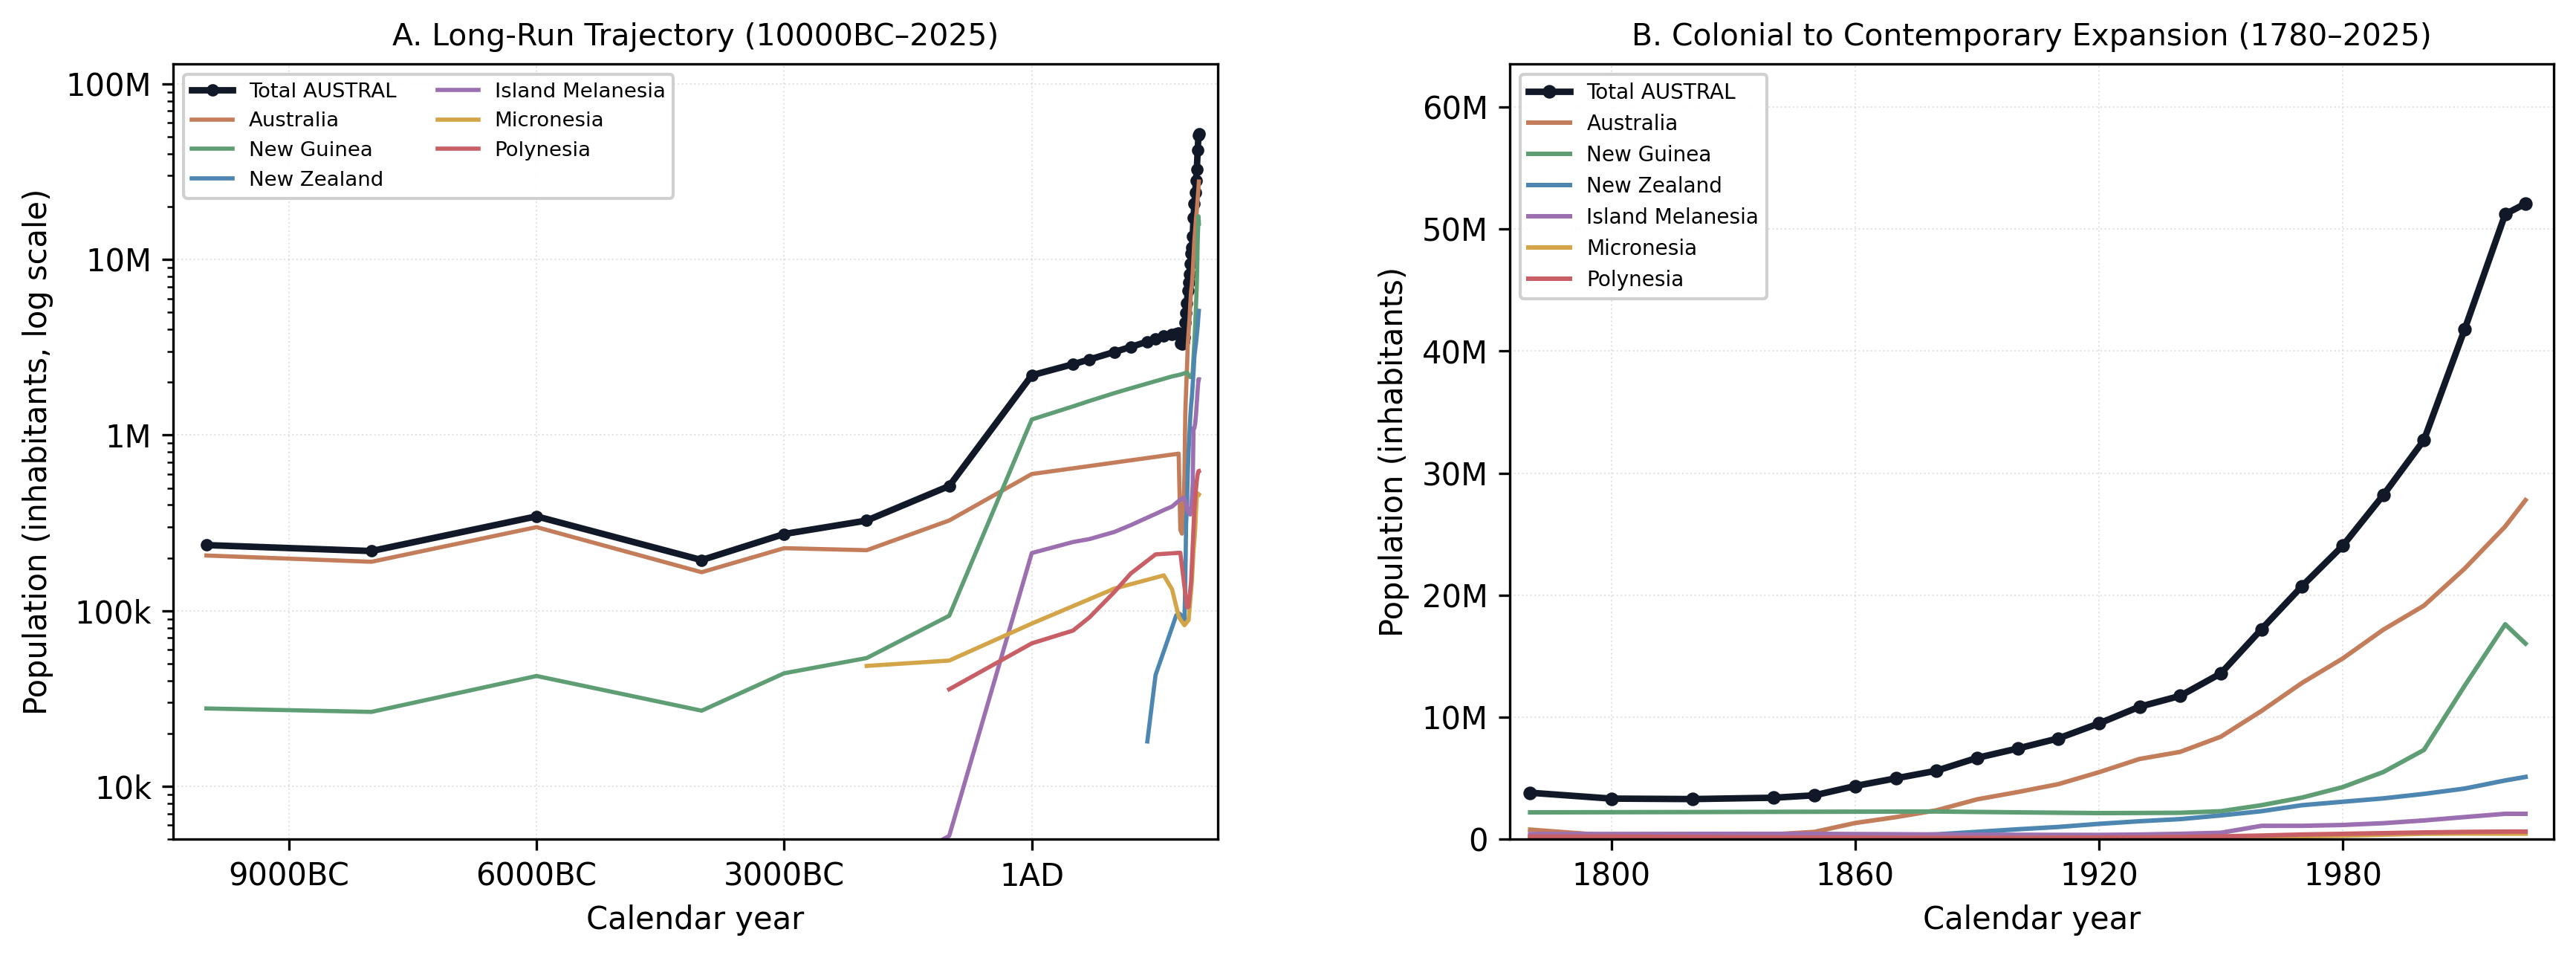 A. Long-Run Trajectory (10000BC–2025)
Population (inhabitants, log scale)
100M
10M
1M
100k
10k
Total AUSTRAL
Australia
New Guinea
New Zealand
Island Melanesia
Micronesia
Polynesia
9000BC
6000BC
3000BC
1AD
Calendar year
B. Colonial to Contemporary Expansion (1780–2025)
Population (inhabitants)
60M
50M
40M
30M
20M
10M
0
Total AUSTRAL
Australia
New Guinea
New Zealand
Island Melanesia
Micronesia
Polynesia
1800
1860
1920
1980
Calendar year